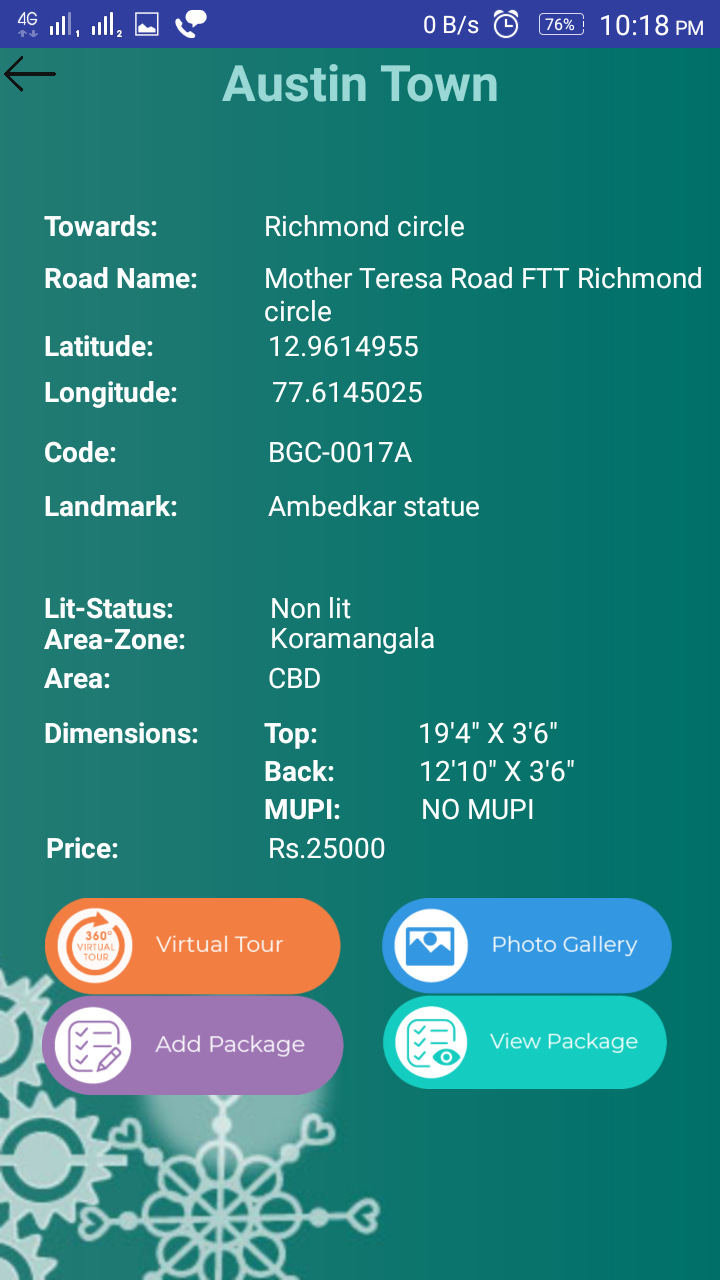 4G 1 2 0 B/s 76% 10:18 PM
Austin Town
Towards: Richmond circle
Road Name: Mother Teresa Road FTT Richmond
circle
Latitude: 12.9614955
Longitude: 77.6145025
Code: BGC-0017A
Landmark: Ambedkar statue
Lit-Status: Non lit
Area-Zone: Koramangala
Area: CBD
Dimensions: Top: 19'4" X 3'6"
Back: 12'10" X 3'6"
MUPI: NO MUPI
Price: Rs.25000
360°
VIRTUAL
TOUR
Virtual Tour
Photo Gallery
Add Package
View Package